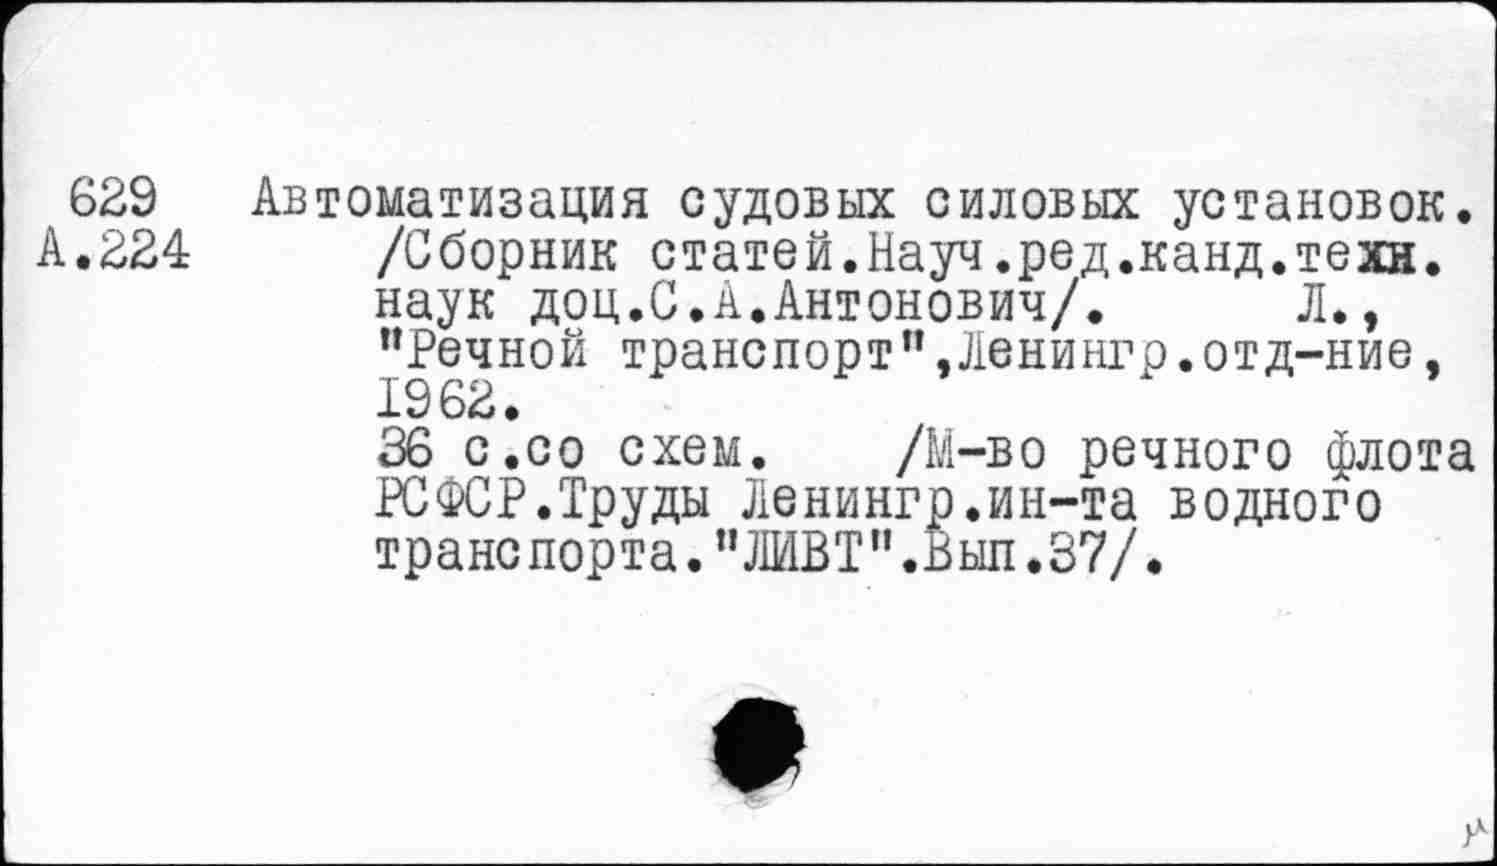 629 Автоматизация судовых силовых установок.
А.224 /Сборник статей.Науч.ред.канд.техн.
наук доц.С.А.Антонович/. Л.,
"Речной транспорт",Ленингр.отд-ние,
1962.
36 с.со схем. /М-во речного флота
РСФСР.Труды Ленингр.ин-та водного
транспорта."ЛИВТ".Вып.37/.